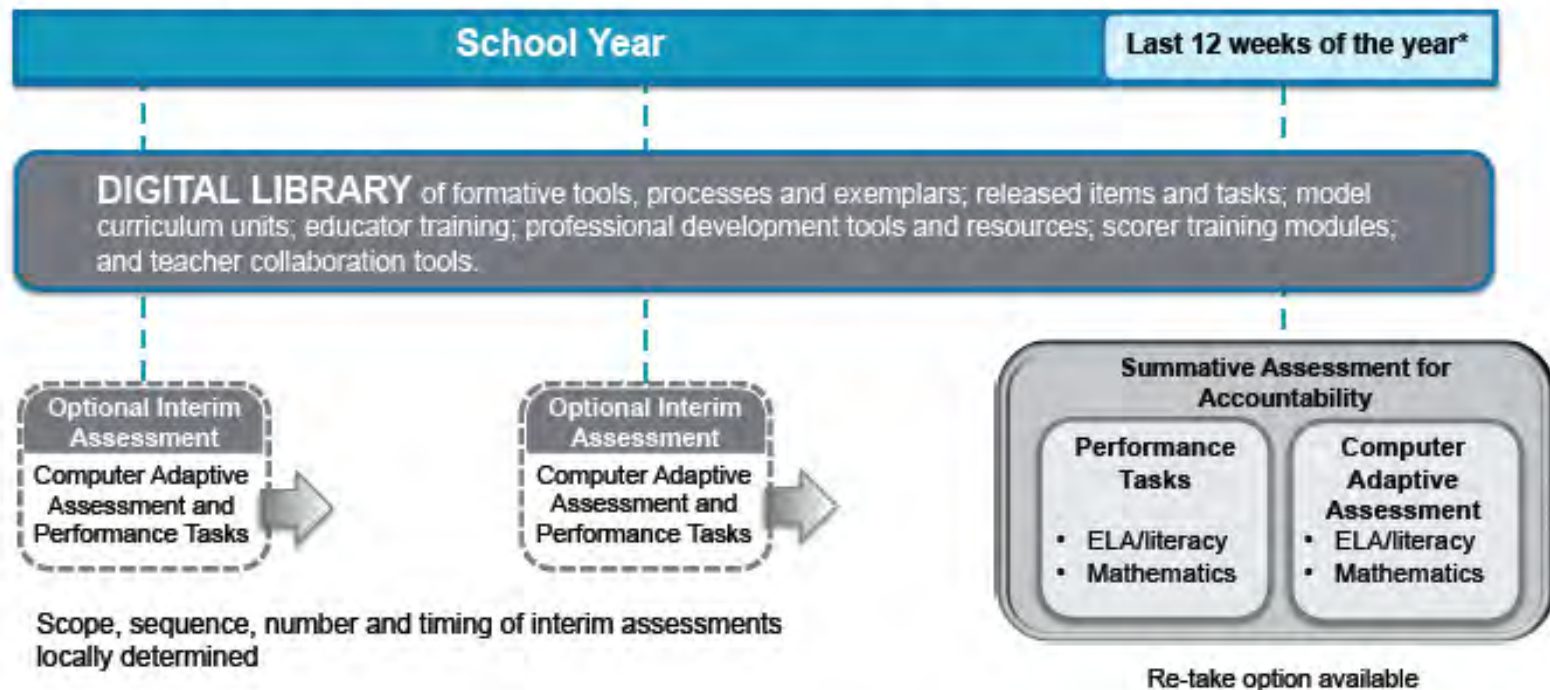 School Year
Last 12 weeks of the year*
DIGITAL LIBRARY of formative tools, processes and exemplars; released items and tasks; model
curriculum units; educator training; professional development tools and resources; scorer training modules;
and teacher collaboration tools.
Optional Interim
Assessment
Computer Adaptive
Assessment and
Performance Tasks
Optional Interim
Assessment
Computer Adaptive
Assessment and
Performance Tasks
Summative Assessment for
Accountability
Performance
Tasks
• ELA/literacy
• Mathematics
Computer
Adaptive
Assessment
• ELA/literacy
• Mathematics
Scope, sequence, number and timing of interim assessments
locally determined
Re-take option available